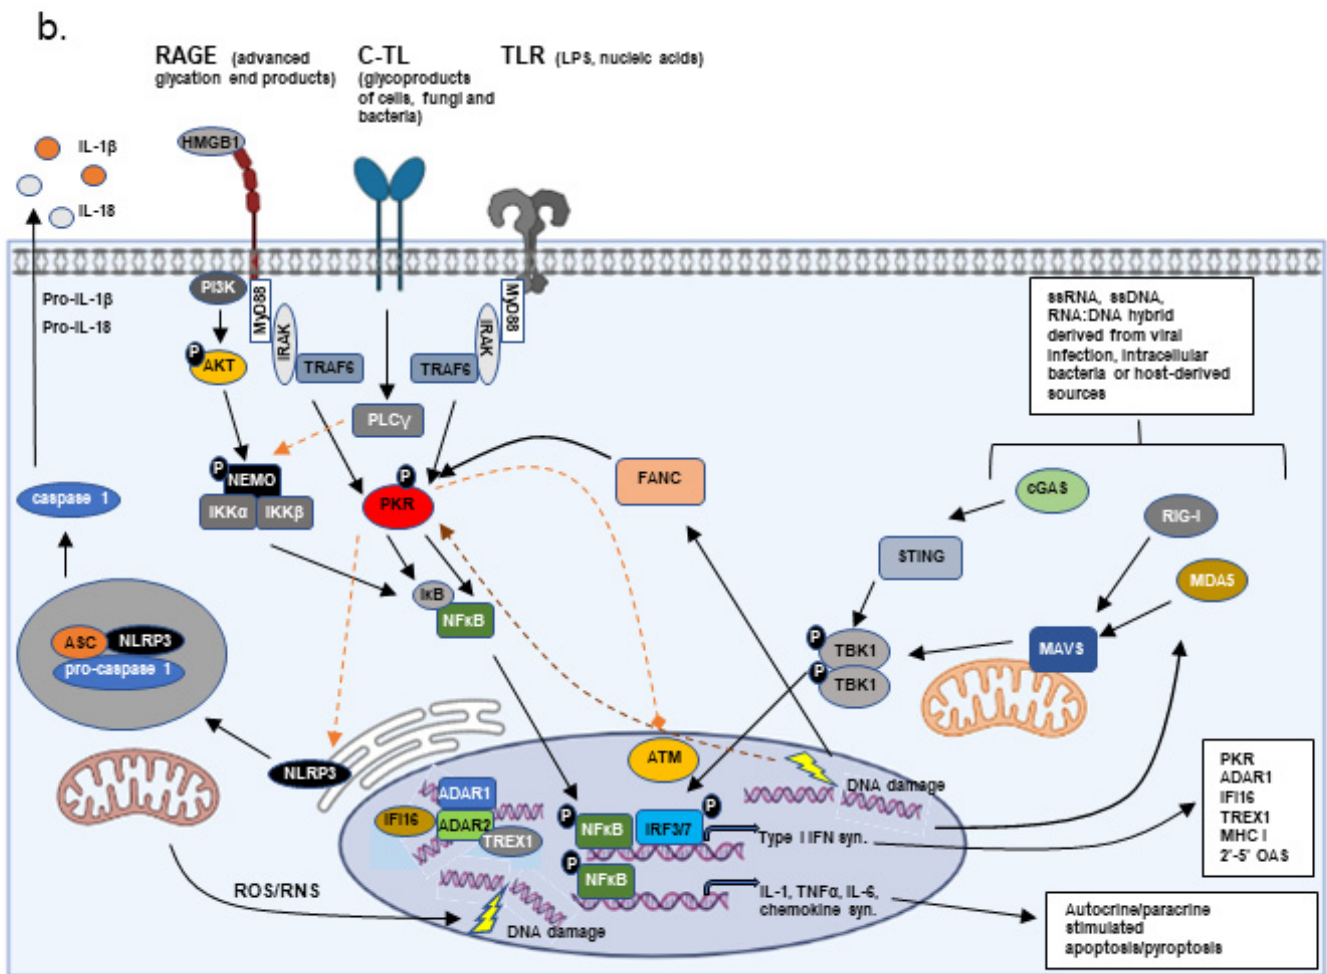 b.
RAGE (advanced
glycation end products)
C-TL
(glycoproducts
of cells, fungi and
bacteria)
TLR (LPS, nucleic acids)
HMGB1
IL-1β
IL-18
Pro-IL-1β
Pro-IL-18
PI3K
MyD88
IRAK
TRAF6
P
AKT
MyD88
IRAK
TRAF6
PLCγ
ssRNA, ssDNA,
RNA:DNA hybrid
derived from viral
infection, intracellular
bacteria or host-derived
sources
P
NEMO
IKKα
IKKβ
P
PKR
FANC
cGAS
RIG-I
STING
MDA5
caspase 1
IκB
NFκB
P
TBK1
P
TBK1
MAVS
ASC
NLRP3
pro-caspase 1
NLRP3
ATM
DNA damage
ADAR1
IFI16
ADAR2
TREX1
P
NFκB
IRF3/7
P
Type I IFN syn.
P
NFκB
IL-1, TNFα, IL-6,
chemokine syn.
PKR
ADAR1
IFI16
TREX1
MHC I
2'-5' OAS
ROS/RNS
DNA damage
Autocrine/paracrine
stimulated
apoptosis/pyroptosis